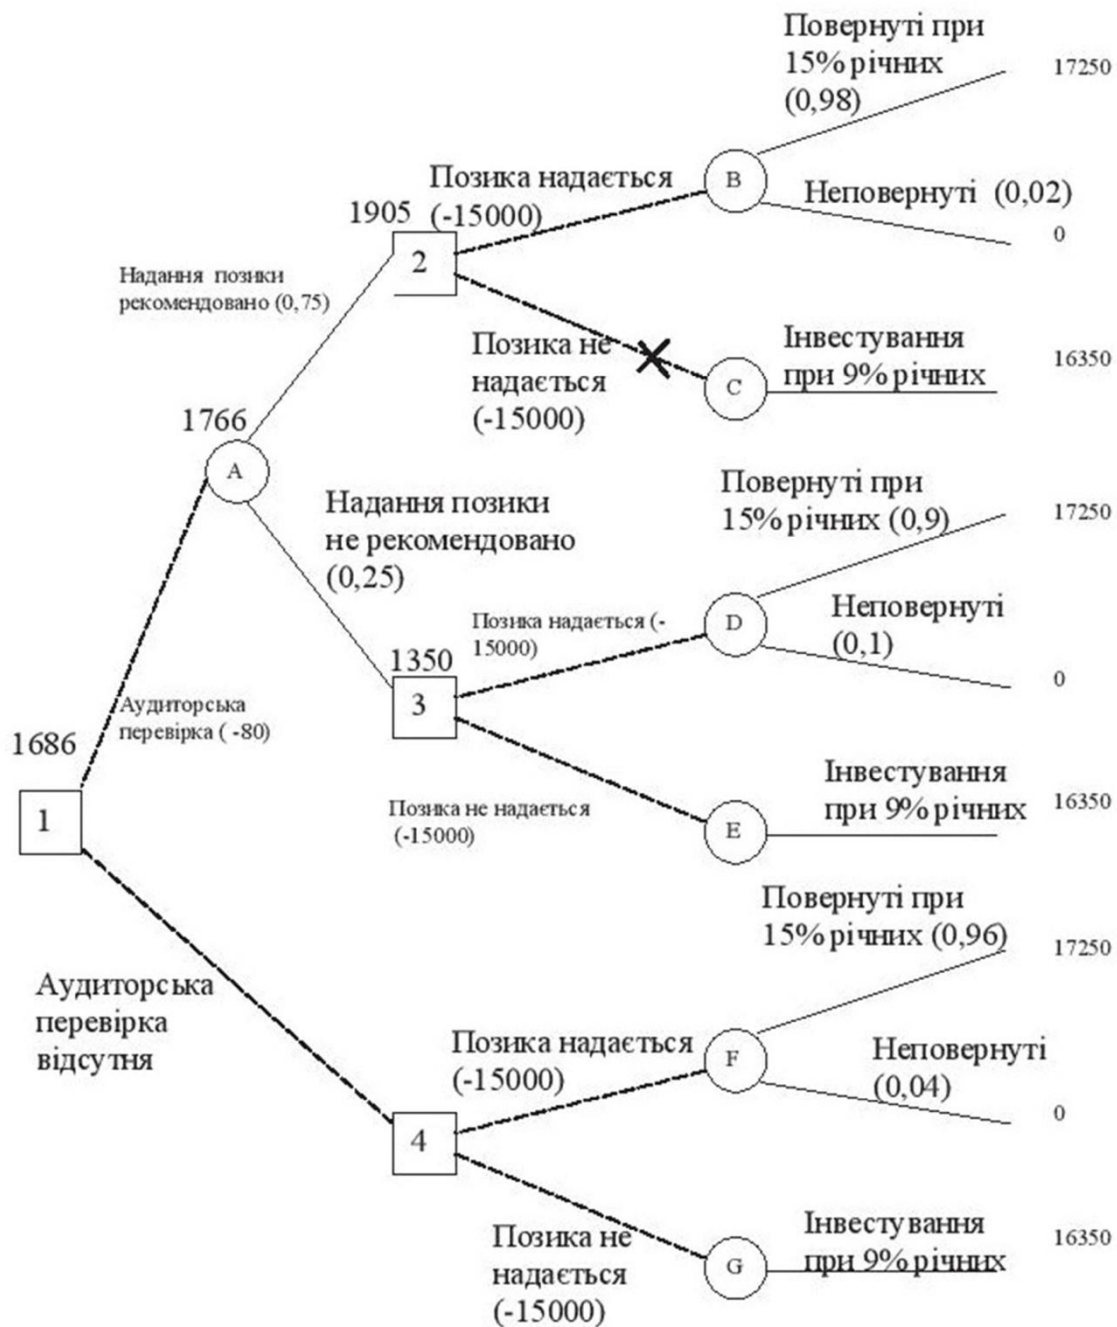 Повернуті при
15% річних
(0,98)
17250
B
Неповернуті (0,02)
0
Позика надається
(-15000)
1905
2
Надання позики
рекомендовано (0,75)
Позика не
надається
(-15000)
C
Інвестування
при 9% річних
16350
1766
A
Надання позики
не рекомендовано
(0,25)
Повернуті при
15% річних (0,9)
17250
D
Неповернуті
(0,1)
0
Позика надається (-
15000)
1350
3
Аудиторська
перевірка ( -80)
1686
1
Позика не надається
(-15000)
E
Інвестування
при 9% річних
16350
Повернуті при
15% річних (0,96)
17250
Аудиторська
перевірка
відсутня
Позика надається
(-15000)
F
Неповернуті
(0,04)
0
4
Позика не
надається
(-15000)
G
Інвестування
при 9% річних
16350